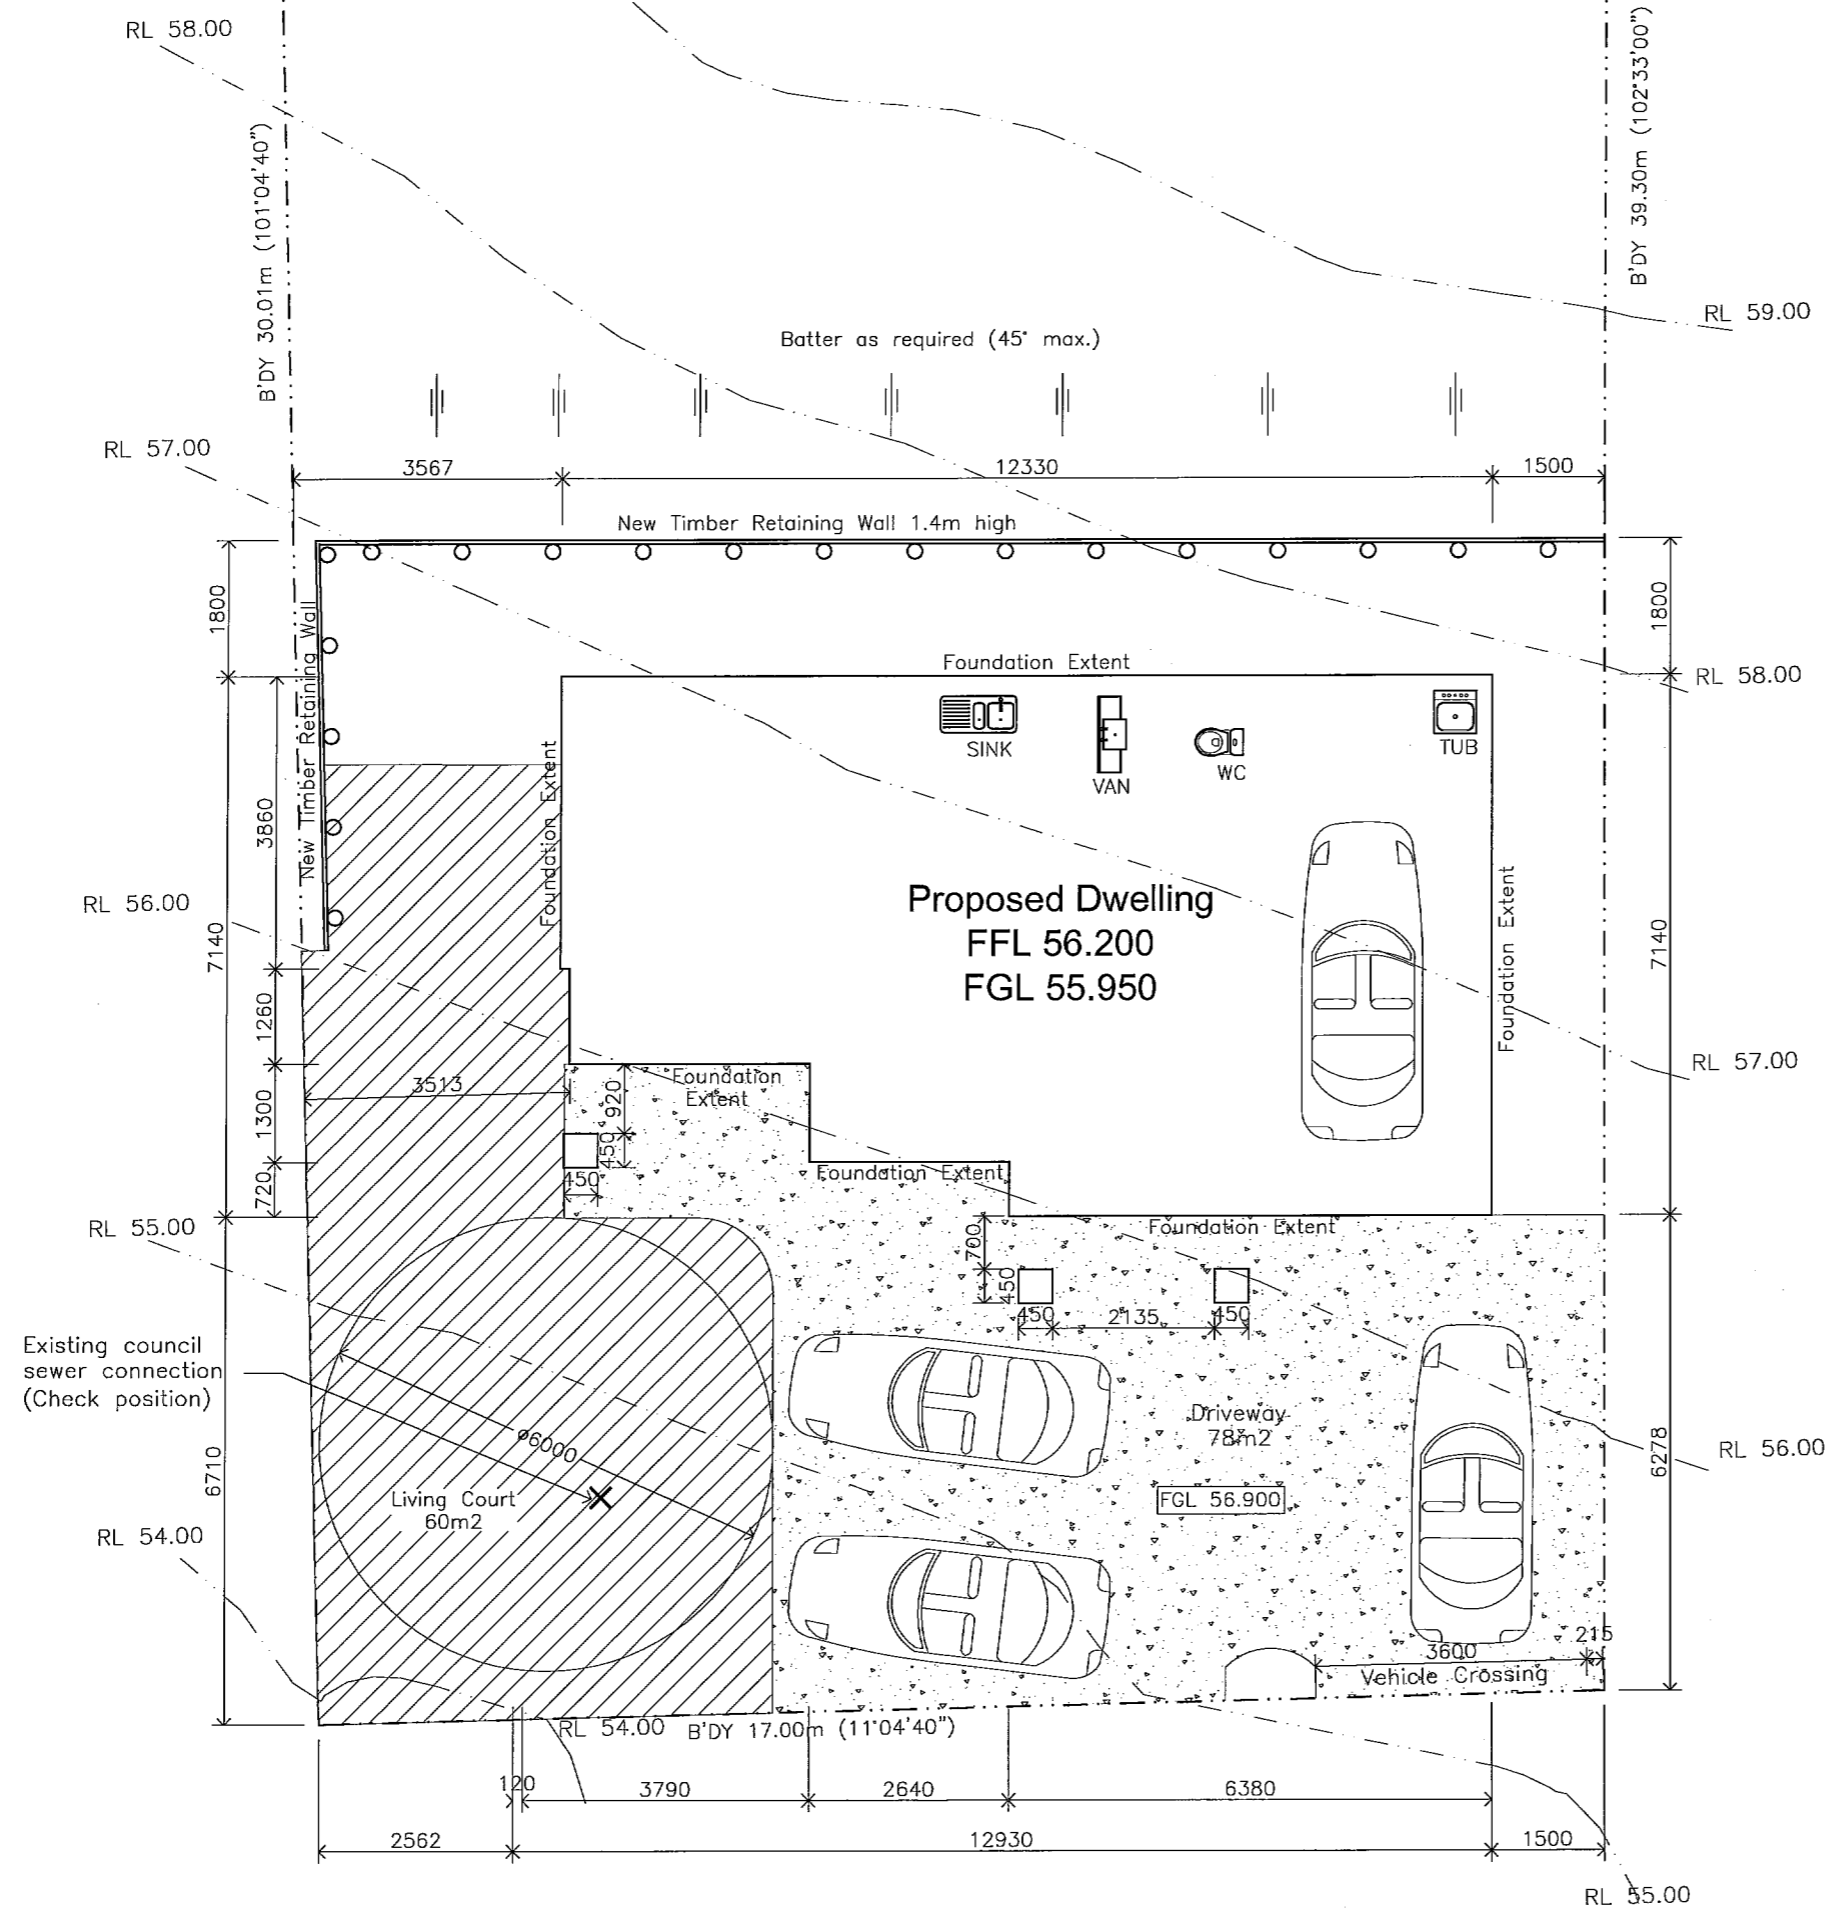 RL 58.00
B'DY 30.01m (101°04'40")
B'DY 39.30m (102°33'00")
RL 59.00
Batter as required (45° max.)
RL 57.00
3567
12330
1500
New Timber Retaining Wall 1.4m high
1800
1800
New Timber Retaining Wall
Foundation Extent
RL 58.00
SINK
VAN
WC
TUB
Foundation Extent
3860
7140
RL 56.00
Proposed Dwelling
FFL 56.200
FGL 55.950
Foundation Extent
7140
1260
RL 57.00
3513
920
Foundation
Extent
1300
450
450
720
Foundation Extent
RL 55.00
Foundation Extent
700
450
450
2135
450
Existing council
sewer connection
(Check position)
ø6000
Driveway
78m2
RL 56.00
6278
6710
Living Court
60m2
FGL 56.900
RL 54.00
3600
215
Vehicle Crossing
RL 54.00
B'DY 17.00m (11°04'40")
120
3790
2640
6380
2562
12930
1500
RL 55.00